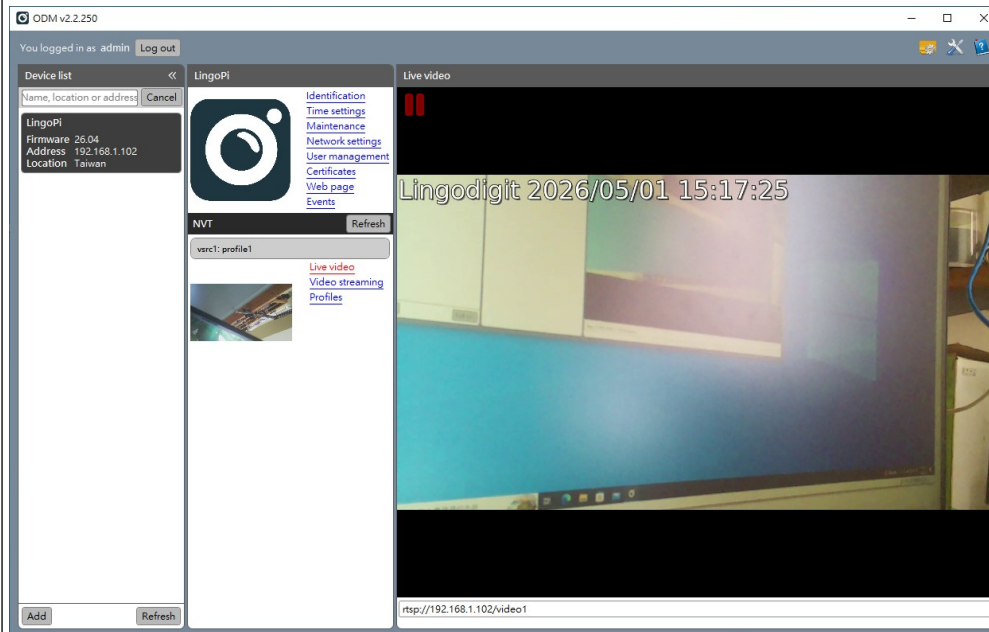 ODM v2.2.250
You logged in as admin Log out
Device list «
Name, location or address Cancel
LingoPi
Firmware 26.04
Address 192.168.1.102
Location Taiwan
Add Refresh
LingoPi
Identification
Time settings
Maintenance
Network settings
User management
Certificates
Web page
Events
NVT Refresh
vsrc1: profile1
Live video
Video streaming
Profiles
Live video
Lingodigit 2026/05/01 15:17:25
rtsp://192.168.1.102/video1